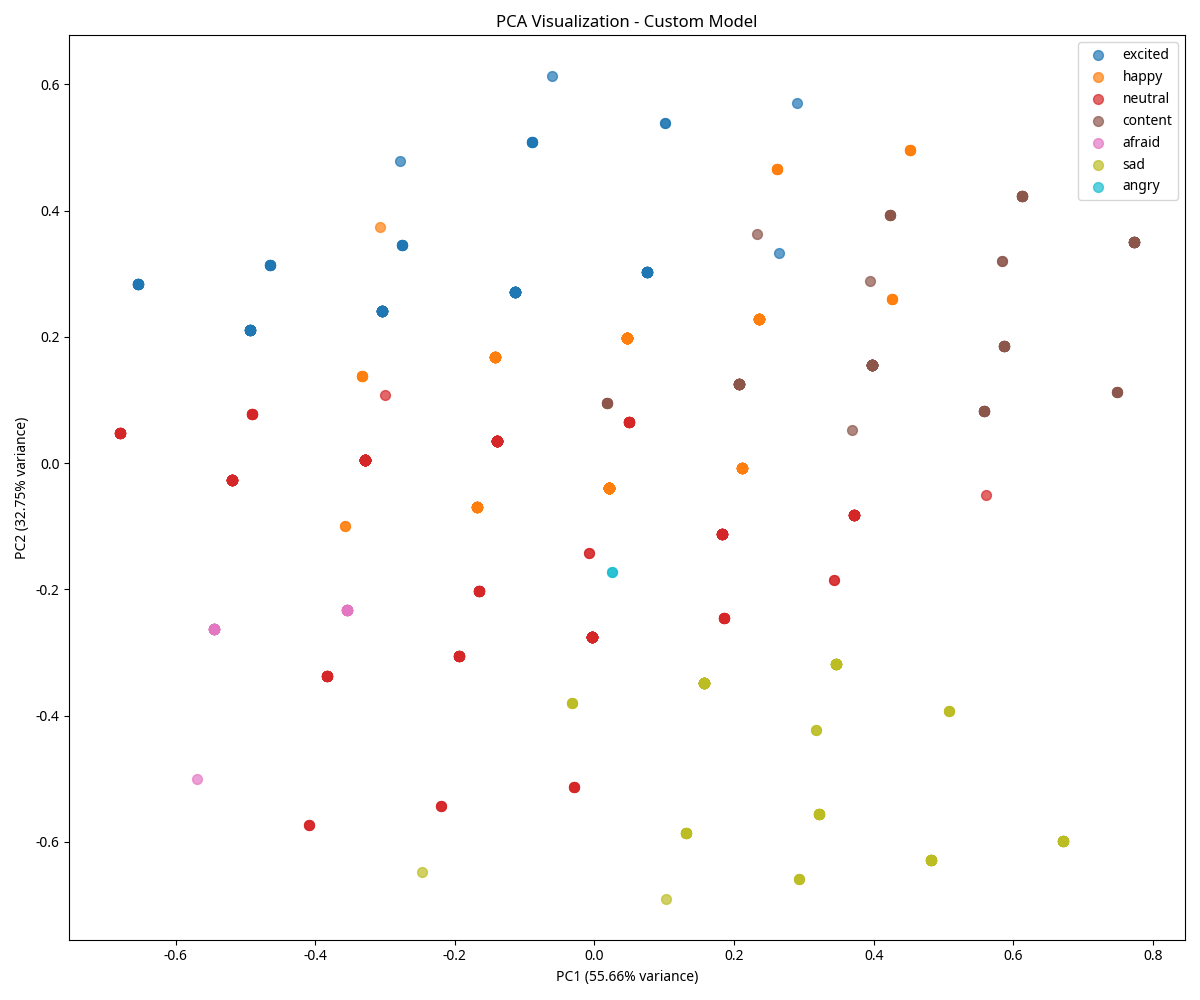 PCA Visualization - Custom Model
excited
happy
neutral
content
afraid
sad
angry
0.6
0.4
0.2
0.0
-0.2
-0.4
-0.6
PC2 (32.75% variance)
-0.6
-0.4
-0.2
0.0
0.2
0.4
0.6
0.8
PC1 (55.66% variance)